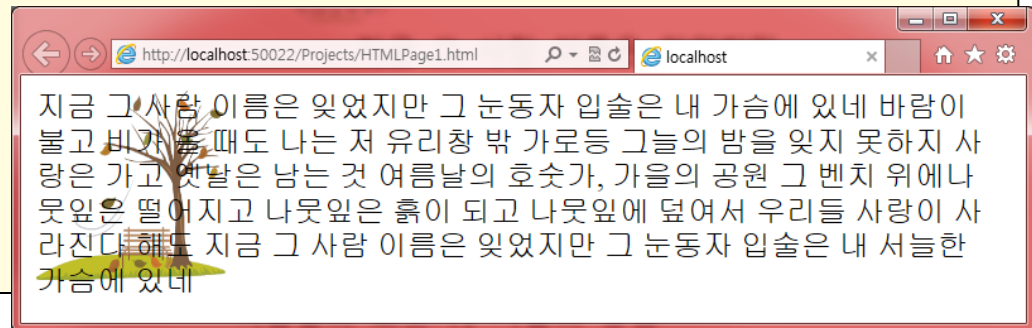 http://localhost:50022/Projects/HTMLPage1.html
localhost
지금 그 사람 이름은 잊었지만 그 눈동자 입술은 내 가슴에 있네 바람이
불고 비가 올 때도 나는 저 유리창 밖 가로등 그늘의 밤을 잊지 못하지 사
랑은 가고 옛날은 남는 것 여름날의 호숫가, 가을의 공원 그 벤치 위에나
뭇잎은 떨어지고 나뭇잎은 흙이 되고 나뭇잎에 덮여서 우리들 사랑이 사
라진다 해도 지금 그 사람 이름은 잊었지만 그 눈동자 입술은 내 서늘한
가슴에 있네